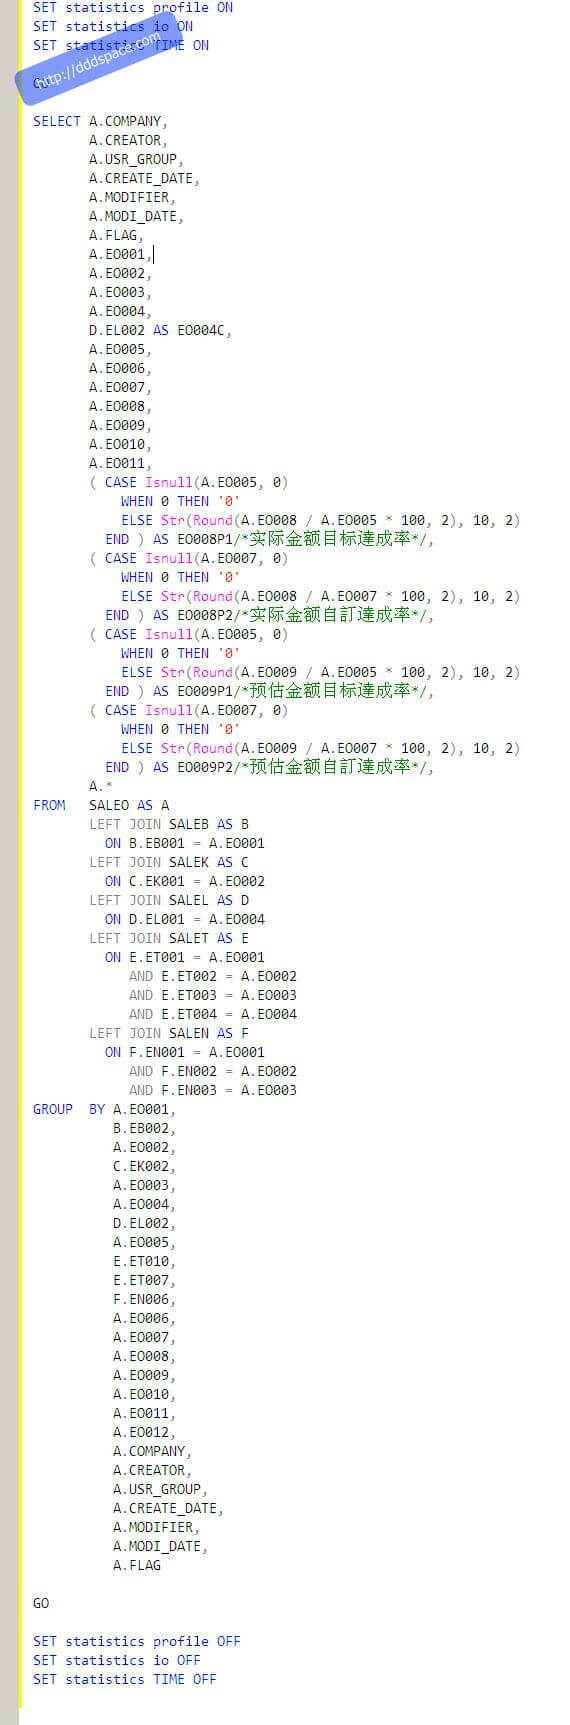 SET statistics profile ON
SET statistics io ON
SET statistics TIME ON
http://dddspace.com
GO
SELECT A.COMPANY,
A.CREATOR,
A.USR_GROUP,
A.CREATE_DATE,
A.MODIFIER,
A.MODI_DATE,
A.FLAG,
A.EO001,
A.EO002,
A.EO003,
A.EO004,
D.EL002 AS EO004C,
A.EO005,
A.EO006,
A.EO007,
A.EO008,
A.EO009,
A.EO010,
A.EO011,
( CASE Isnull(A.EO005, 0)
WHEN 0 THEN '0'
ELSE Str(Round(A.EO008 / A.EO005 * 100, 2), 10, 2)
END ) AS EO008P1/*实际金额目标達成率*/,
( CASE Isnull(A.EO007, 0)
WHEN 0 THEN '0'
ELSE Str(Round(A.EO008 / A.EO007 * 100, 2), 10, 2)
END ) AS EO008P2/*实际金额自訂達成率*/,
( CASE Isnull(A.EO005, 0)
WHEN 0 THEN '0'
ELSE Str(Round(A.EO009 / A.EO005 * 100, 2), 10, 2)
END ) AS EO009P1/*预估金额目标達成率*/,
( CASE Isnull(A.EO007, 0)
WHEN 0 THEN '0'
ELSE Str(Round(A.EO009 / A.EO007 * 100, 2), 10, 2)
END ) AS EO009P2/*预估金额自訂達成率*/,
A.*
FROM SALEO AS A
LEFT JOIN SALEB AS B
ON B.EB001 = A.EO001
LEFT JOIN SALEK AS C
ON C.EK001 = A.EO002
LEFT JOIN SALEL AS D
ON D.EL001 = A.EO004
LEFT JOIN SALET AS E
ON E.ET001 = A.EO001
AND E.ET002 = A.EO002
AND E.ET003 = A.EO003
AND E.ET004 = A.EO004
LEFT JOIN SALEN AS F
ON F.EN001 = A.EO001
AND F.EN002 = A.EO002
AND F.EN003 = A.EO003
GROUP BY A.EO001,
B.EB002,
A.EO002,
C.EK002,
A.EO003,
A.EO004,
D.EL002,
A.EO005,
E.ET010,
E.ET007,
F.EN006,
A.EO006,
A.EO007,
A.EO008,
A.EO009,
A.EO010,
A.EO011,
A.EO012,
A.COMPANY,
A.CREATOR,
A.USR_GROUP,
A.CREATE_DATE,
A.MODIFIER,
A.MODI_DATE,
A.FLAG
GO
SET statistics profile OFF
SET statistics io OFF
SET statistics TIME OFF